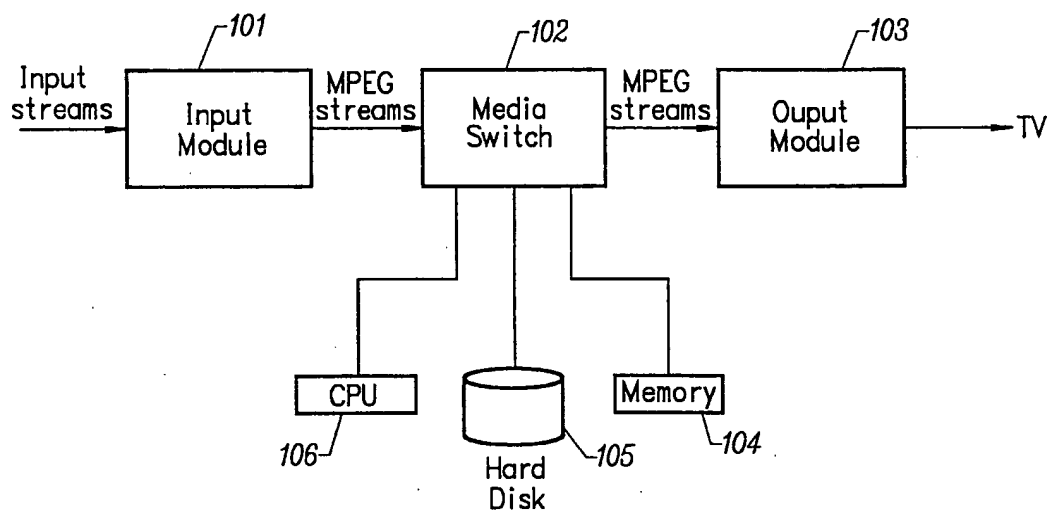 101
102
103
Input
streams
Input
Module
MPEG
streams
Media
Switch
MPEG
streams
Ouput
Module
TV
CPU
Memory
106
105
104
Hard
Disk